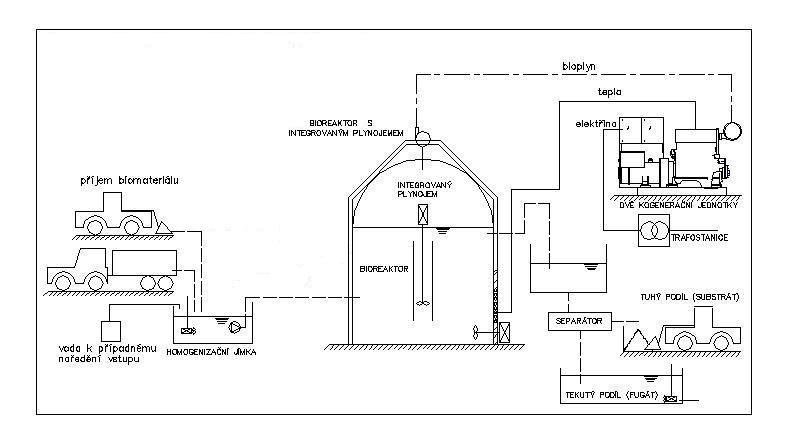 bioplyn
teplo
elektřina
BIOREAKTOR S
INTEGROVANÝM PLYNOJEMEM
INTEGROVANÝ
PLYNOJEM
příjem biomateriálu
DVĚ KOGENERAČNÍ JEDNOTKY
TRAFOSTANICE
BIOREAKTOR
TUHÝ PODÍL (SUBSTRÁT)
SEPARÁTOR
voda k případnému
naředění vstupu
HOMOGENIZAČNÍ JÍMKA
TEKUTÝ PODÍL (FUGÁT)